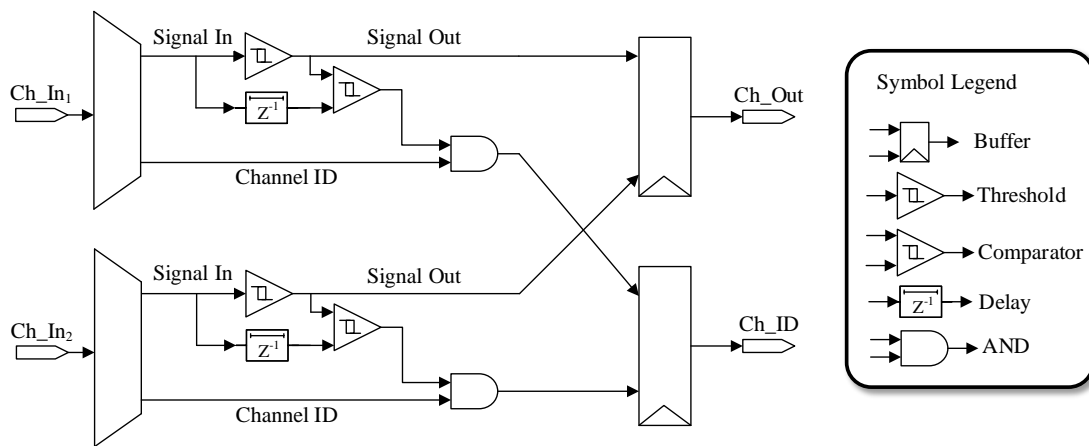 Signal In
Signal Out
Ch_In₁
Z⁻¹
Channel ID
Ch_Out
Signal In
Signal Out
Ch_In₂
Z⁻¹
Channel ID
Ch_ID
Symbol Legend
Buffer
Threshold
Comparator
Z⁻¹
Delay
AND